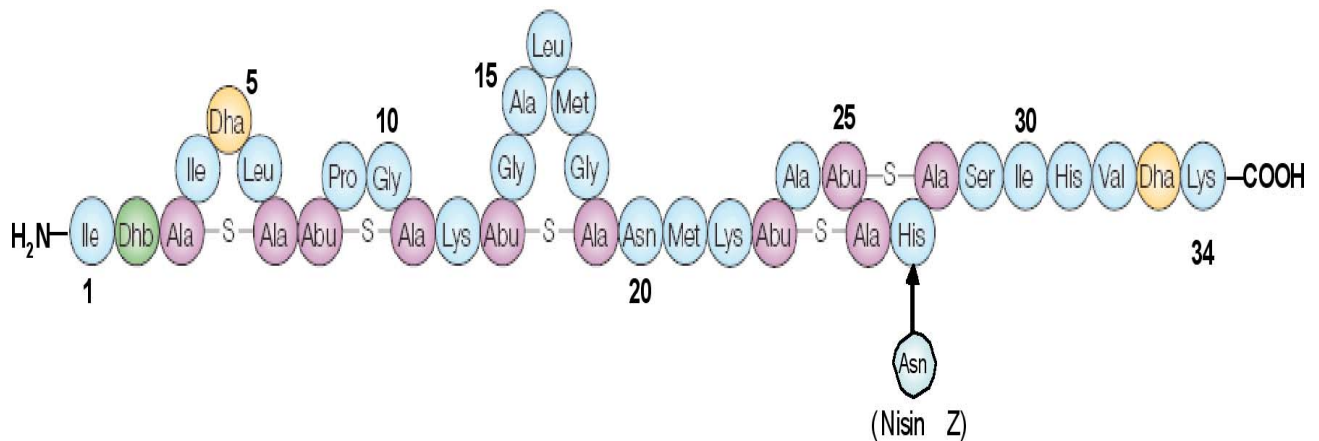 Leu
15 Ala Met
5
Dha
10
25
30
Ile Leu Pro Gly Gly Gly Ala Abu –S– Ala Ser Ile His Val Dha Lys –COOH
H₂N– Ile Dhb Ala –S– Ala Abu –S– Ala Lys Abu –S– Ala Asn Met Lys Abu –S– Ala His
1
20
34
Asn
(Nisin Z)